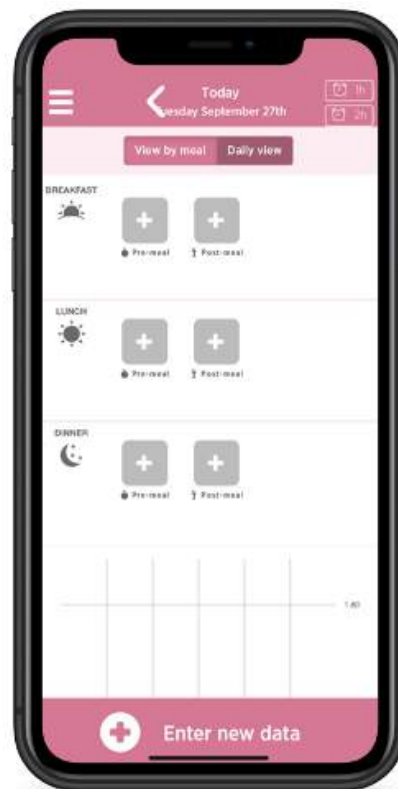 Today
Tuesday September 27th
1h
2h
View by meal Daily view
BREAKFAST
Pre-meal Post-meal
LUNCH
Pre-meal Post-meal
DINNER
Pre-meal Post-meal
Enter new data